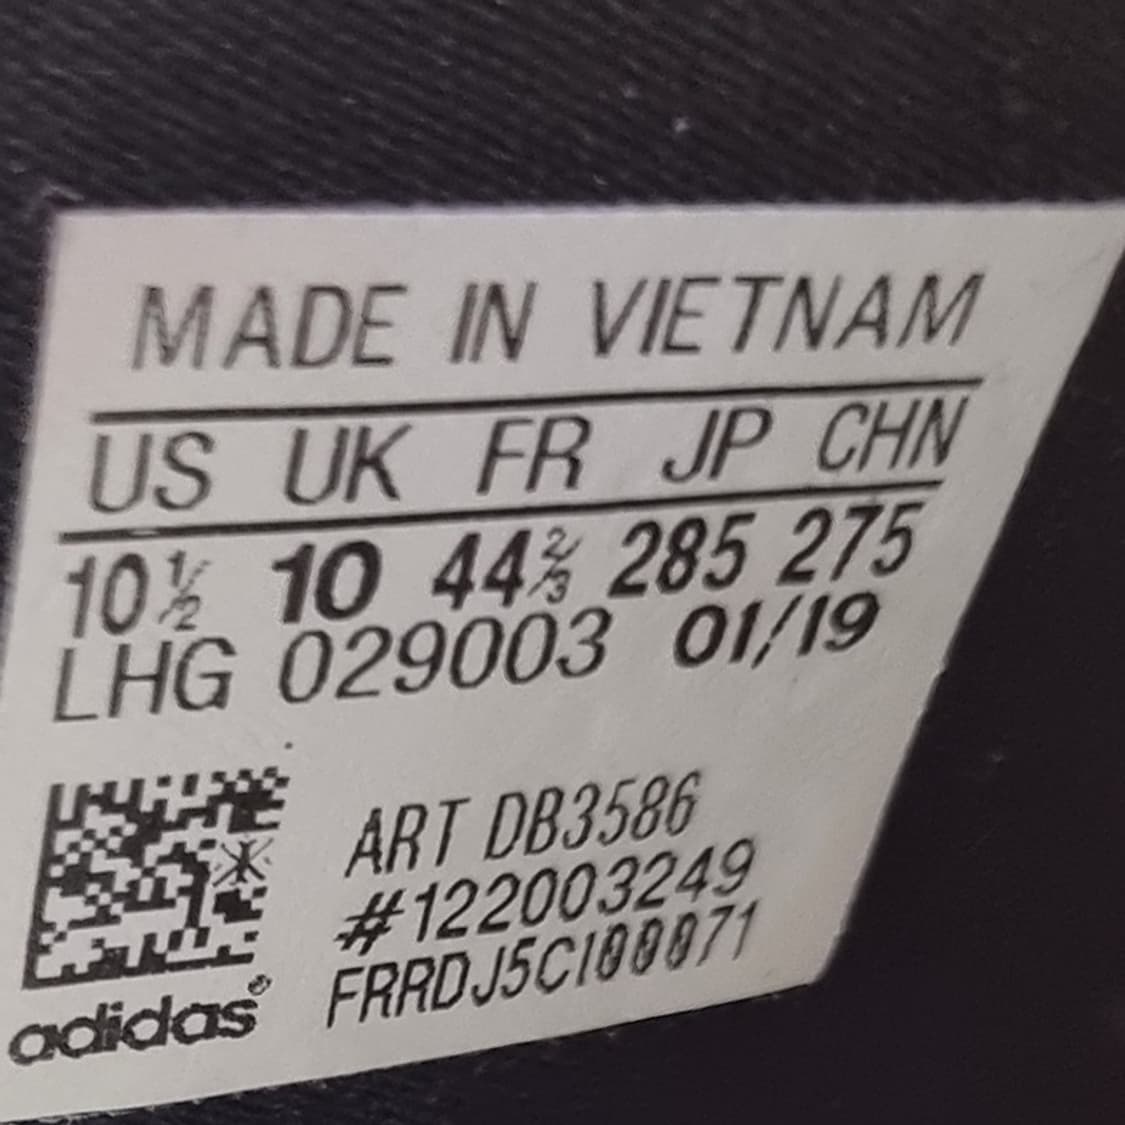 MADE IN VIETNAM
US UK FR JP CHN
10½ 10 44⅔ 285 275
LHG 029003 01/19
ART DB3586
#122003249
FRRDJ5CI00071
adidas®